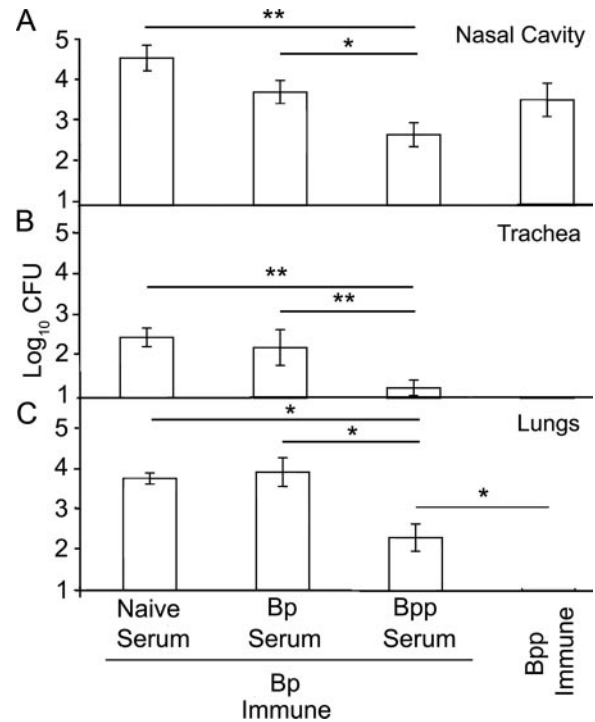 A
Nasal Cavity
**
*
5
4
3
2
1
B
Trachea
**
**
5
4
3
2
1
Log10 CFU
C
Lungs
*
*
*
5
4
3
2
1
Naive
Serum
Bp
Serum
Bpp
Serum
Bp
Immune
Bpp
Immune